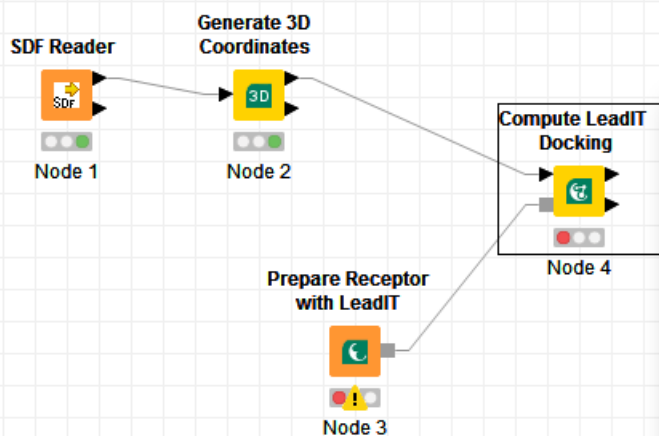 Generate 3D
Coordinates
SDF Reader
SDF
3D
Node 1
Node 2
Compute LeadIT
Docking
Node 4
Prepare Receptor
with LeadIT
!
Node 3